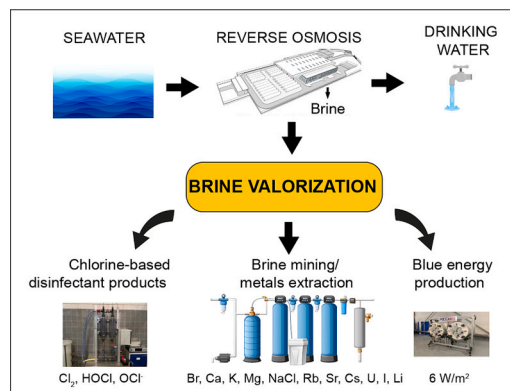 SEAWATER
REVERSE OSMOSIS
DRINKING
WATER
Brine
BRINE VALORIZATION
Chlorine-based
disinfectant products
Brine mining/
metals extraction
Blue energy
production
Cl₂, HOCl, OCl⁻
Br, Ca, K, Mg, NaCl, Rb, Sr, Cs, U, I, Li
6 W/m²